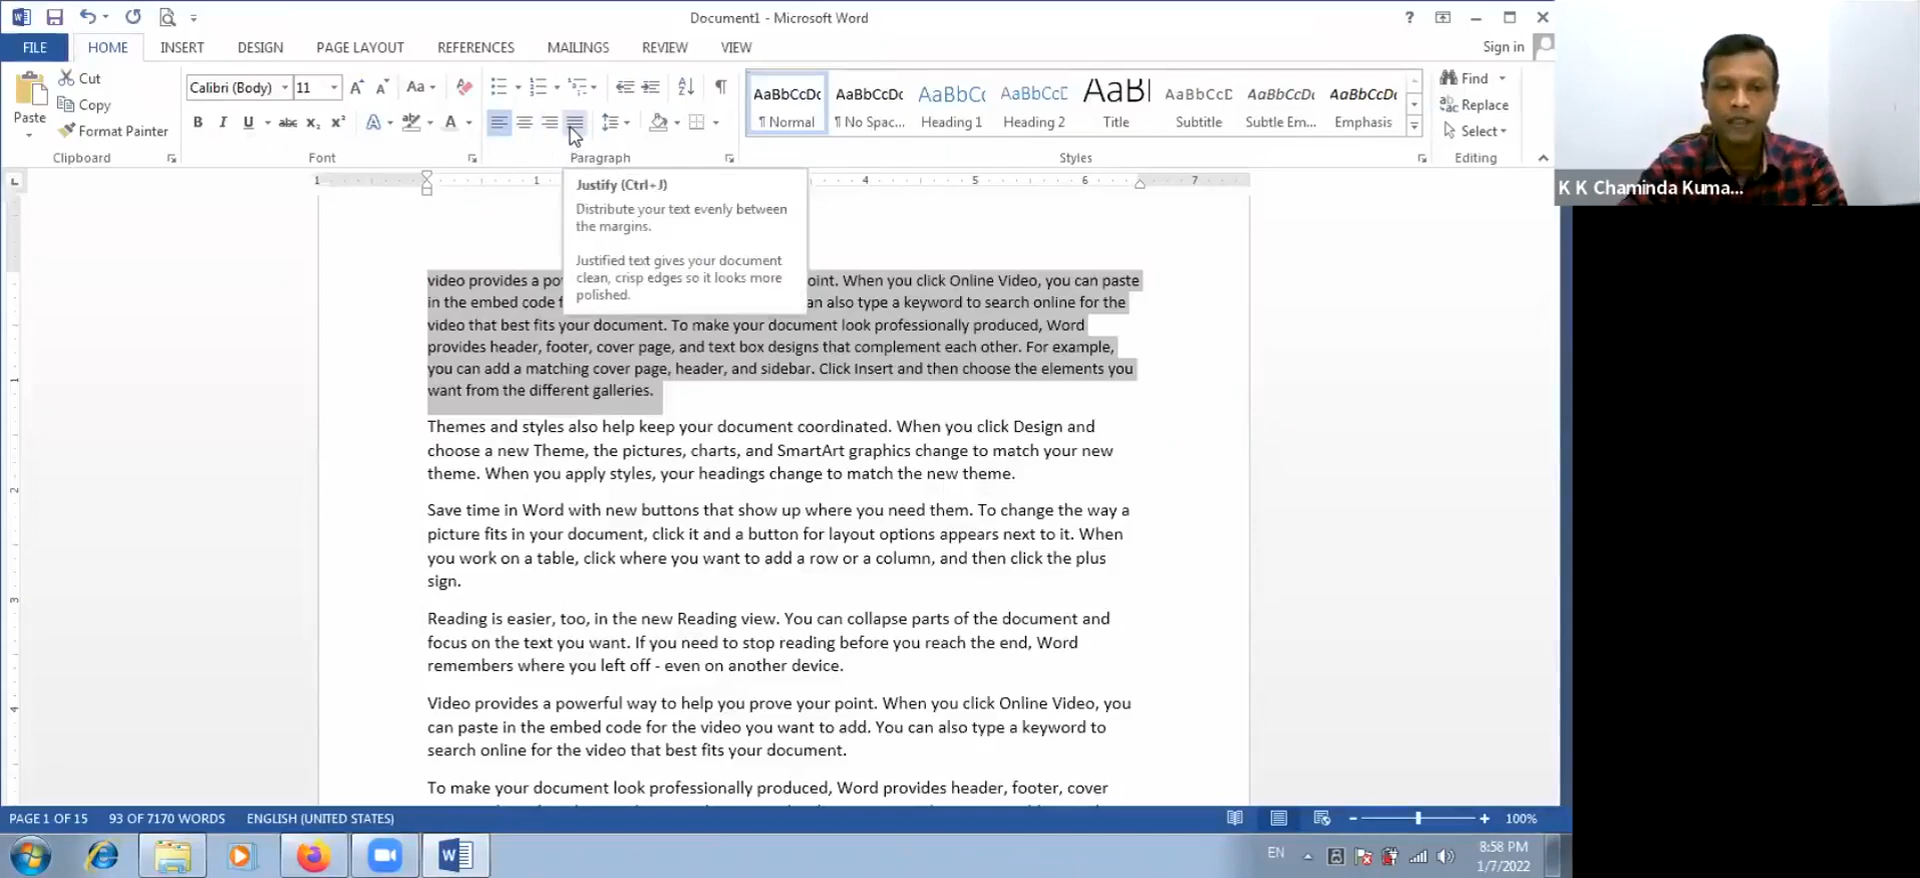 Document1 - Microsoft Word
FILE HOME INSERT DESIGN PAGE LAYOUT REFERENCES MAILINGS REVIEW VIEW Sign in
Paste
Cut
Copy
Format Painter
Clipboard
Calibri (Body) 11
Font
Paragraph
AaBbCcDc AaBbCcDc AaBbCc AaBbCcE AaBl AaBbCcD AaBbCcDc AaBbCcDc
¶ Normal ¶ No Spac... Heading 1 Heading 2 Title Subtitle Subtle Em... Emphasis
Styles
Find
Replace
Select
Editing
K K Chaminda Kuma...
1 1 4 5 6 7
Justify (Ctrl+J)
Distribute your text evenly between
the margins.
Justified text gives your document
clean, crisp edges so it looks more
polished.
video provides a po oint. When you click Online Video, you can paste
in the embed code f an also type a keyword to search online for the
video that best fits your document. To make your document look professionally produced, Word
provides header, footer, cover page, and text box designs that complement each other. For example,
you can add a matching cover page, header, and sidebar. Click Insert and then choose the elements you
want from the different galleries.
Themes and styles also help keep your document coordinated. When you click Design and
choose a new Theme, the pictures, charts, and SmartArt graphics change to match your new
theme. When you apply styles, your headings change to match the new theme.
Save time in Word with new buttons that show up where you need them. To change the way a
picture fits in your document, click it and a button for layout options appears next to it. When
you work on a table, click where you want to add a row or a column, and then click the plus
sign.
Reading is easier, too, in the new Reading view. You can collapse parts of the document and
focus on the text you want. If you need to stop reading before you reach the end, Word
remembers where you left off - even on another device.
Video provides a powerful way to help you prove your point. When you click Online Video, you
can paste in the embed code for the video you want to add. You can also type a keyword to
search online for the video that best fits your document.
To make your document look professionally produced, Word provides header, footer, cover
PAGE 1 OF 15 93 OF 7170 WORDS ENGLISH (UNITED STATES) 100%
EN
8:58 PM
1/7/2022